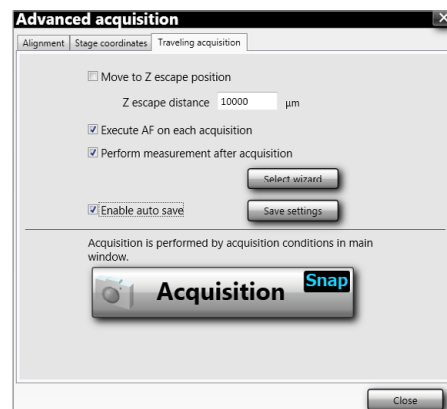 Advanced acquisition
Alignment Stage coordinates Traveling acquisition
Move to Z escape position
Z escape distance 10000 μm
Execute AF on each acquisition
Perform measurement after acquisition
Select wizard
Enable auto save Save settings
Acquisition is performed by acquisition conditions in main
window.
Acquisition Snap
Close